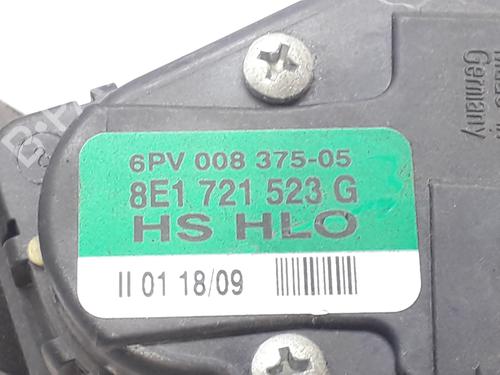 Germany
6PV 008 375-05
8E1 721 523 G
HS HLO
II 01 18/09